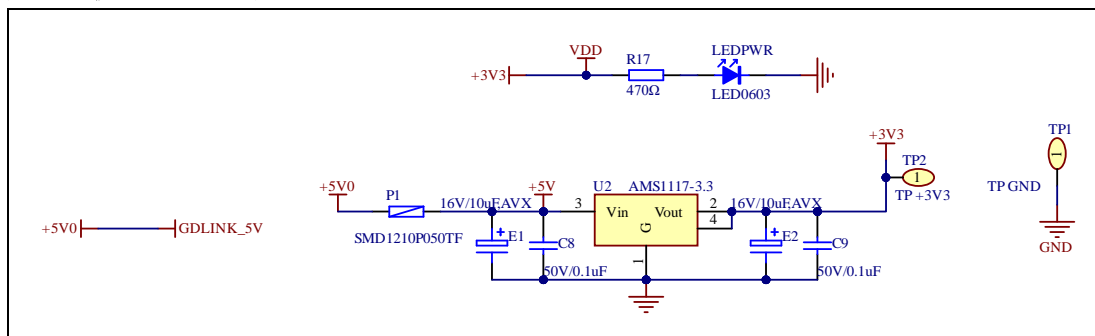 VDD
R17
LEDPWR
+3V3
470Ω
LED0603
+3V3
TP1
1
TP2
1
TP +3V3
TP GND
GND
+5V0
P1
+5V
U2
AMS1117-3.3
16V/10uF,AVX
3
Vin
Vout
2
4
G
1
16V/10uF,AVX
SMD1210P050TF
E1
C8
50V/0.1uF
E2
C9
50V/0.1uF
+5V0
GDLINK_5V